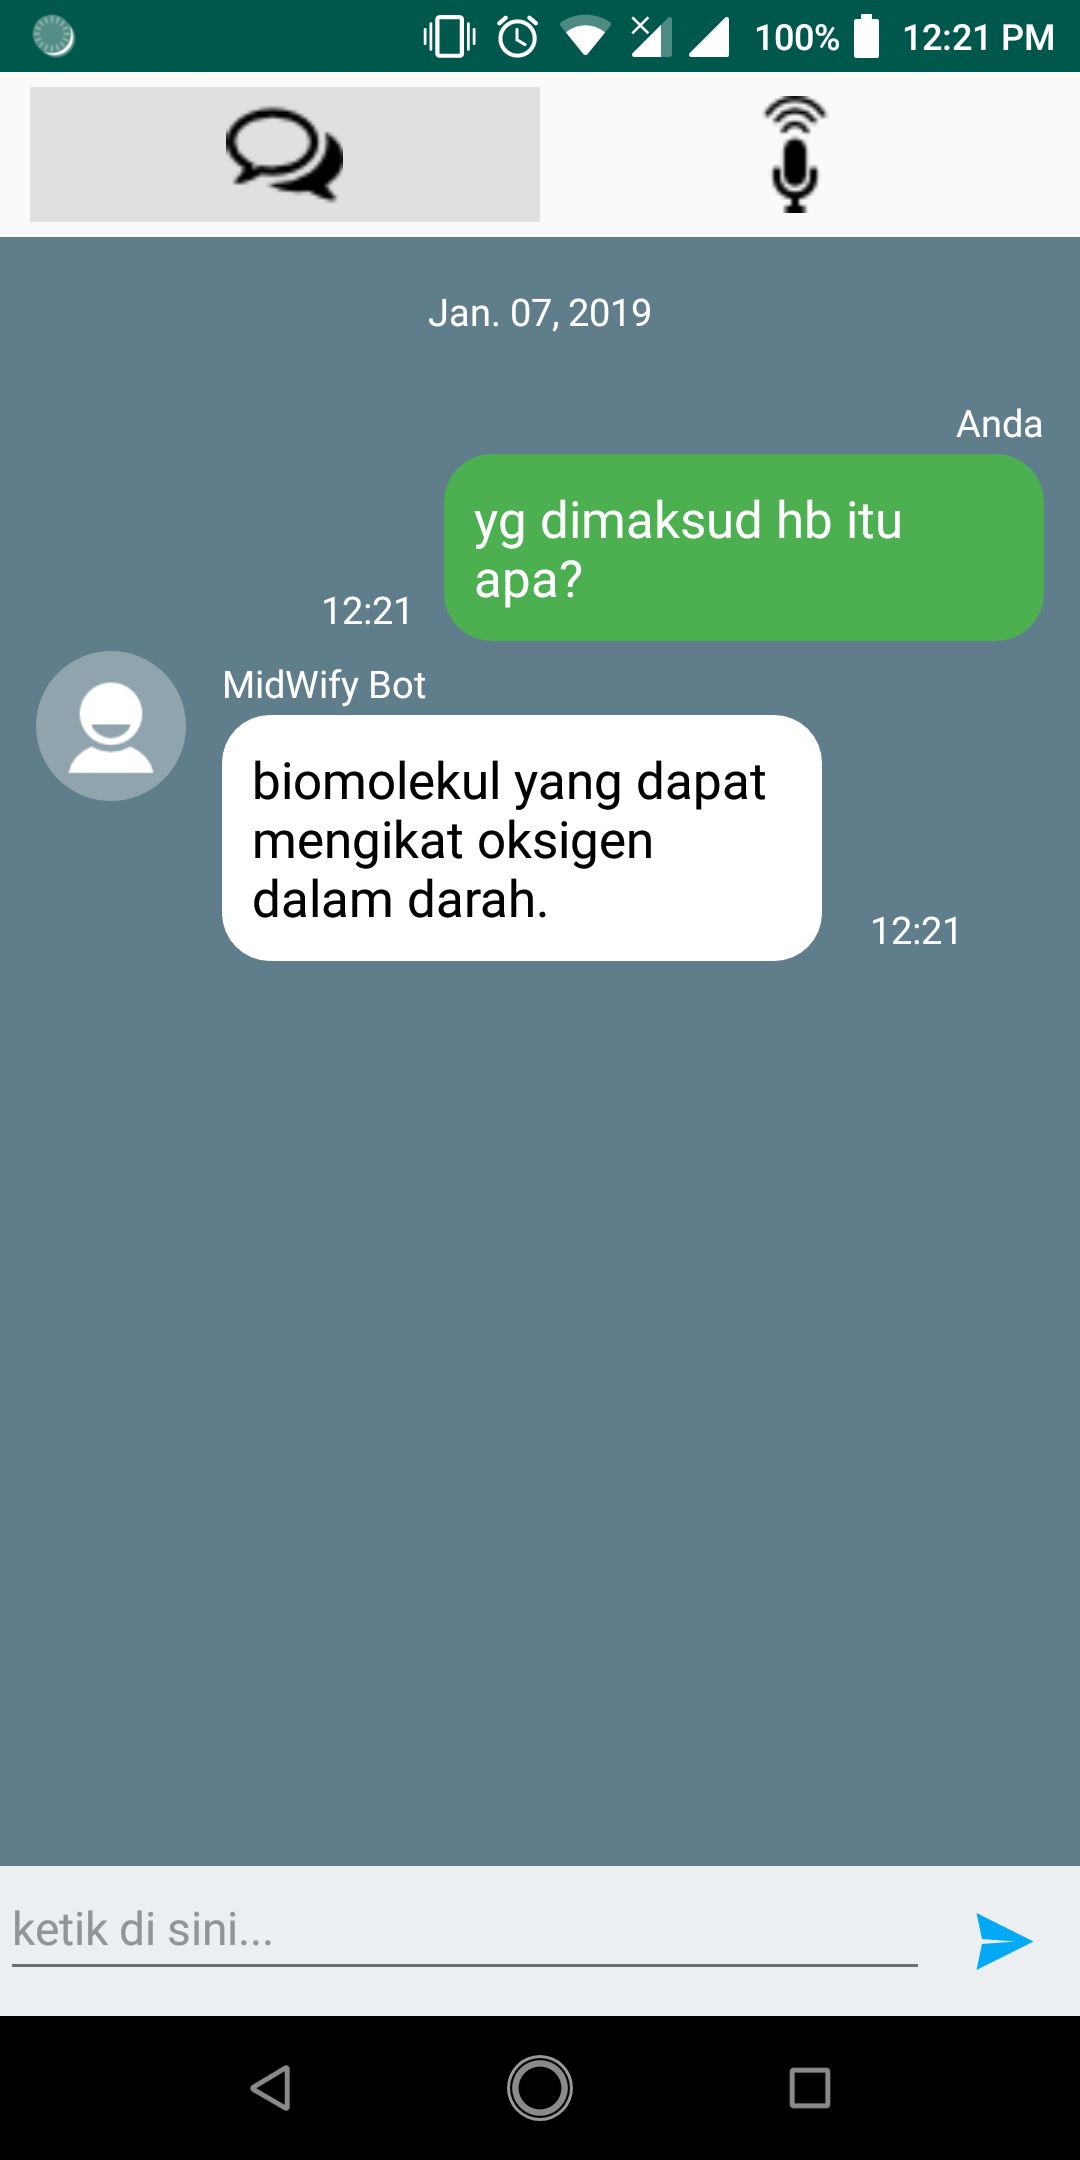 100% 12:21 PM
Jan. 07, 2019
Anda
yg dimaksud hb itu
apa?
12:21
MidWify Bot
biomolekul yang dapat
mengikat oksigen
dalam darah.
12:21
ketik di sini...